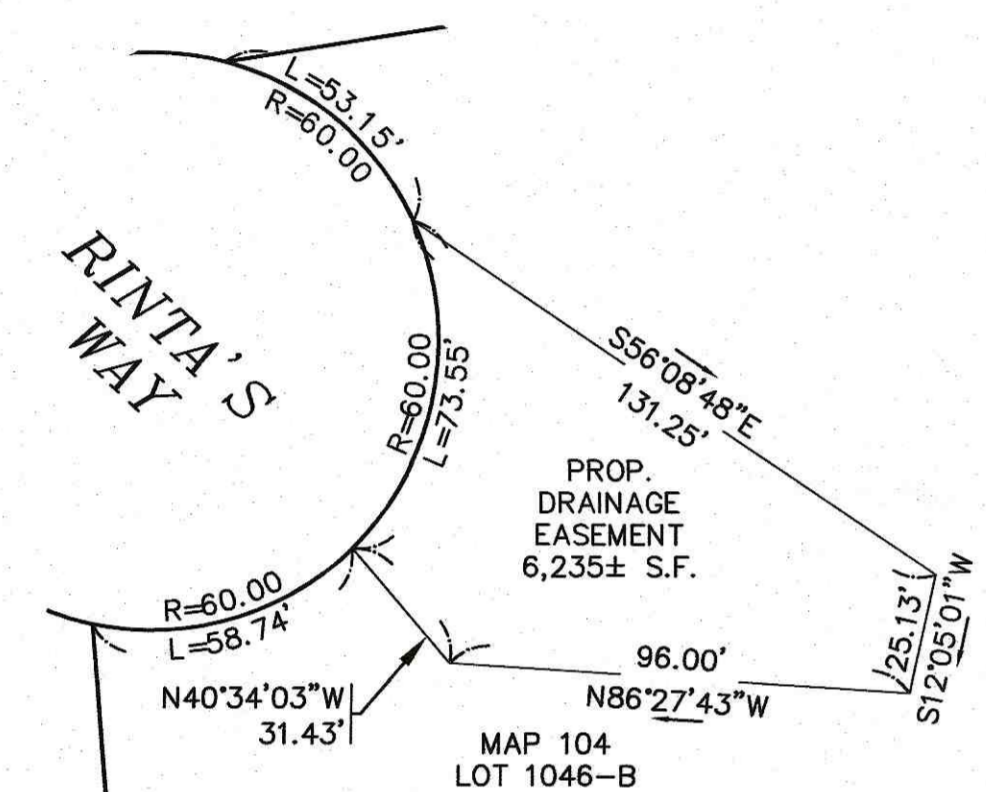 L=53.15'
R=60.00
RINTA'S
WAY
R=60.00
L=73.55'
S56°08'48"E
131.25'
PROP.
DRAINAGE
EASEMENT
6,235± S.F.
R=60.00
L=58.74'
25.13'
S12°05'01"W
96.00'
N86°27'43"W
N40°34'03"W
31.43'
MAP 104
LOT 1046-B